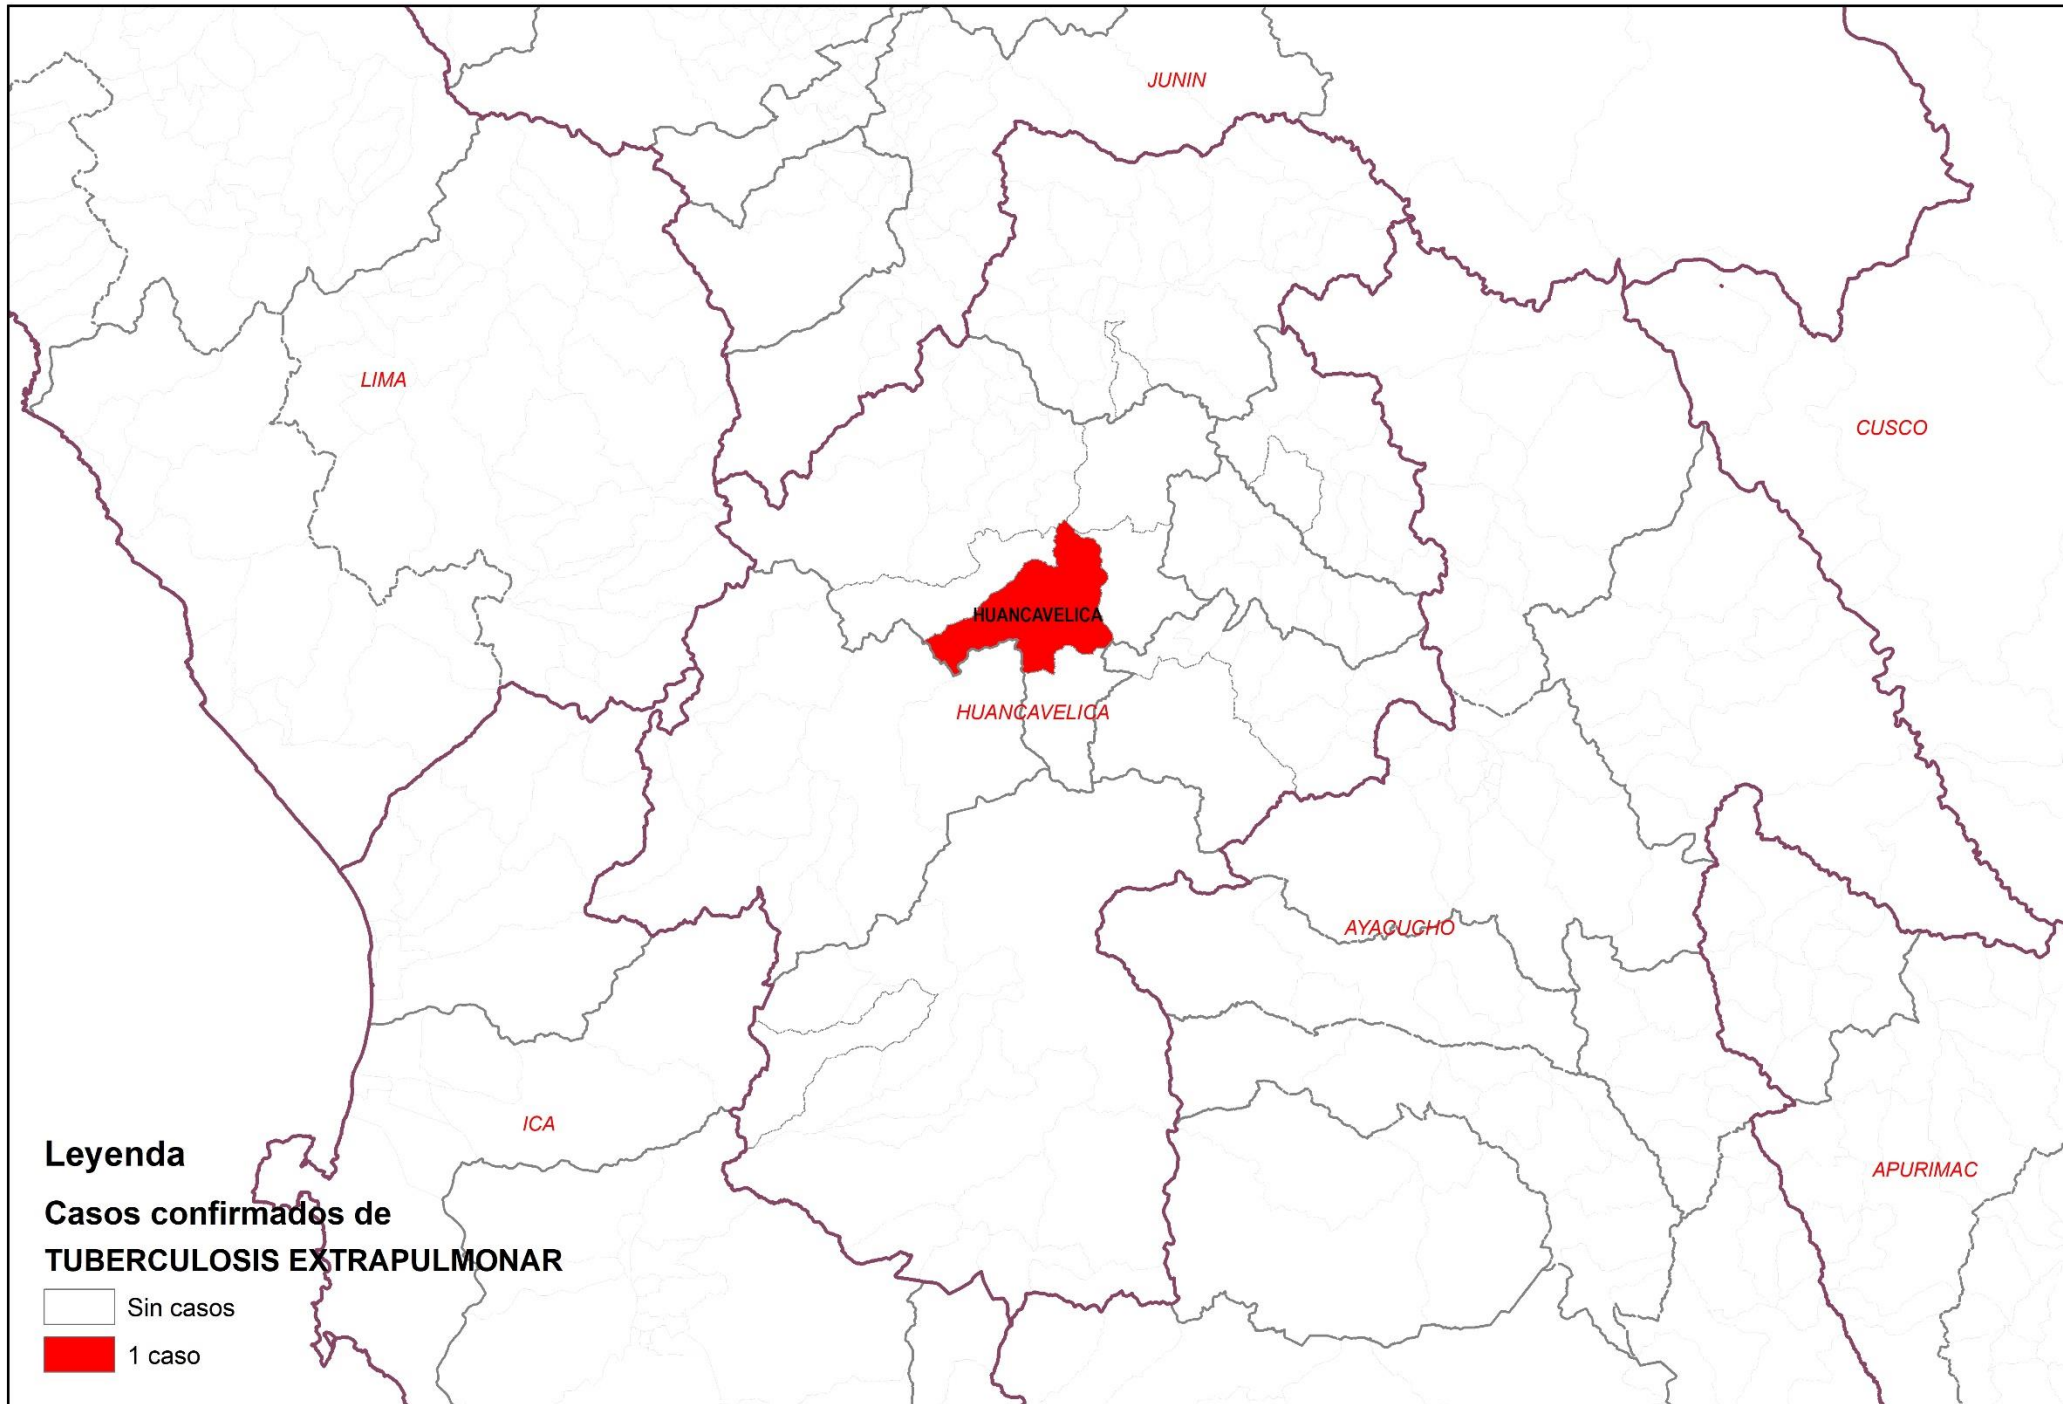 JUNIN
LIMA
CUSCO
HUANCAVELICA
HUANCAVELICA
AYACUCHO
ICA
APURIMAC
Leyenda
Casos confirmados de
TUBERCULOSIS EXTRAPULMONAR
Sin casos
1 caso